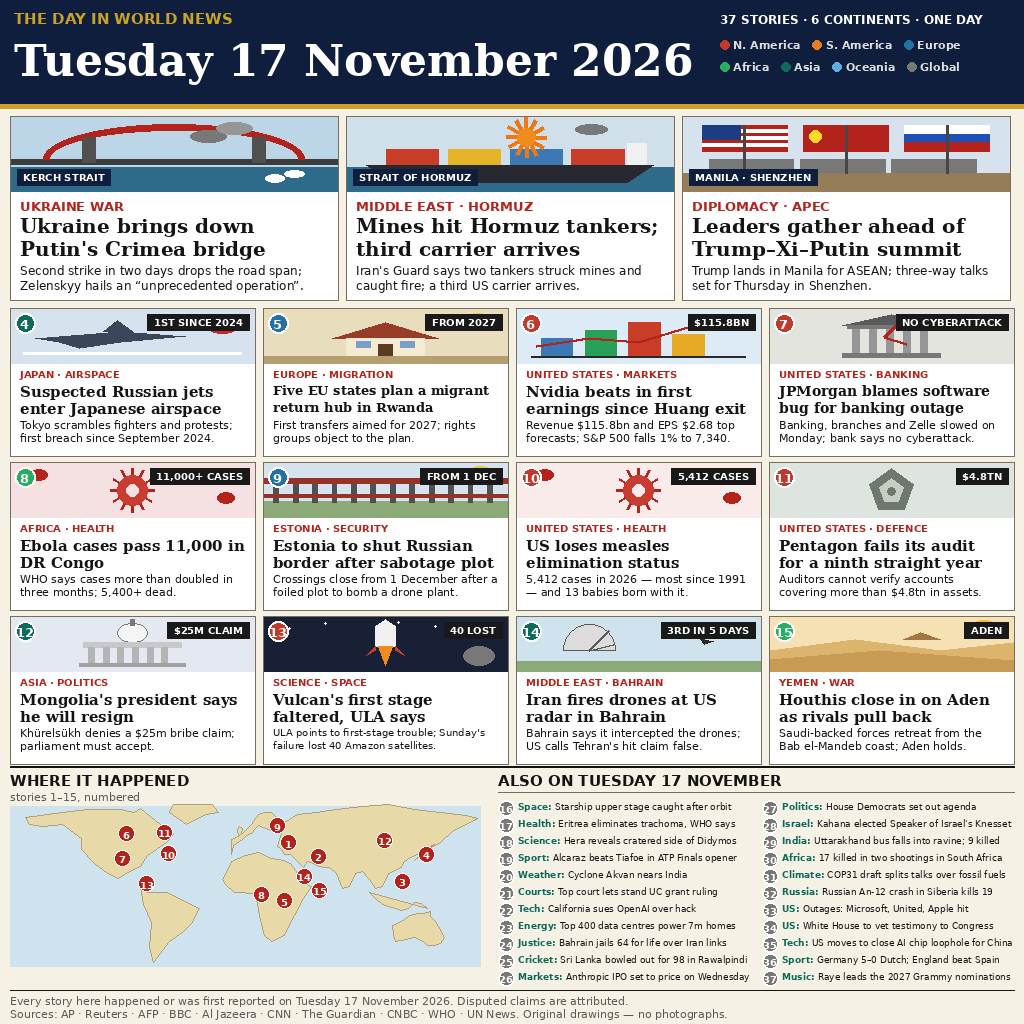 THE DAY IN WORLD NEWS
Tuesday 17 November 2026
37 STORIES · 6 CONTINENTS · ONE DAY
N. America S. America Europe
Africa Asia Oceania Global
KERCH STRAIT
UKRAINE WAR
Ukraine brings down
Putin's Crimea bridge
Second strike in two days drops the road span;
Zelenskyy hails an “unprecedented operation”.
STRAIT OF HORMUZ
MIDDLE EAST · HORMUZ
Mines hit Hormuz tankers;
third carrier arrives
Iran's Guard says two tankers struck mines and
caught fire; a third US carrier arrives.
MANILA · SHENZHEN
DIPLOMACY · APEC
Leaders gather ahead of
Trump–Xi–Putin summit
Trump lands in Manila for ASEAN; three-way talks
set for Thursday in Shenzhen.
4
1ST SINCE 2024
JAPAN · AIRSPACE
Suspected Russian jets
enter Japanese airspace
Tokyo scrambles fighters and protests;
first breach since September 2024.
5
FROM 2027
EUROPE · MIGRATION
Five EU states plan a migrant
return hub in Rwanda
First transfers aimed for 2027; rights
groups object to the plan.
6
$115.8BN
UNITED STATES · MARKETS
Nvidia beats in first
earnings since Huang exit
Revenue $115.8bn and EPS $2.68 top
forecasts; S&P 500 falls 1% to 7,340.
7
NO CYBERATTACK
UNITED STATES · BANKING
JPMorgan blames software
bug for banking outage
Banking, branches and Zelle slowed on
Monday; bank says no cyberattack.
8
11,000+ CASES
AFRICA · HEALTH
Ebola cases pass 11,000 in
DR Congo
WHO says cases more than doubled in
three months; 5,400+ dead.
9
FROM 1 DEC
ESTONIA · SECURITY
Estonia to shut Russian
border after sabotage plot
Crossings close from 1 December after a
foiled plot to bomb a drone plant.
10
5,412 CASES
UNITED STATES · HEALTH
US loses measles
elimination status
5,412 cases in 2026 — most since 1991
— and 13 babies born with it.
11
$4.8TN
UNITED STATES · DEFENCE
Pentagon fails its audit
for a ninth straight year
Auditors cannot verify accounts
covering more than $4.8tn in assets.
12
$25M CLAIM
ASIA · POLITICS
Mongolia's president says
he will resign
Khürelsükh denies a $25m bribe claim;
parliament must accept.
13
40 LOST
SCIENCE · SPACE
Vulcan's first stage
faltered, ULA says
ULA points to first-stage trouble; Sunday's
failure lost 40 Amazon satellites.
14
3RD IN 5 DAYS
MIDDLE EAST · BAHRAIN
Iran fires drones at US
radar in Bahrain
Bahrain says it intercepted the drones;
US calls Tehran's hit claim false.
15
ADEN
YEMEN · WAR
Houthis close in on Aden
as rivals pull back
Saudi-backed forces retreat from the
Bab el-Mandeb coast; Aden holds.
WHERE IT HAPPENED
stories 1–15, numbered
6
11
10
7
13
9
1
2
14
15
8
5
12
4
3
ALSO ON TUESDAY 17 NOVEMBER
16 Space: Starship upper stage caught after orbit
17 Health: Eritrea eliminates trachoma, WHO says
18 Science: Hera reveals cratered side of Didymos
19 Sport: Alcaraz beats Tiafoe in ATP Finals opener
20 Weather: Cyclone Akvan nears India
21 Courts: Top court lets stand UC grant ruling
22 Tech: California sues OpenAI over hack
23 Energy: Top 400 data centres power 7m homes
24 Justice: Bahrain jails 64 for life over Iran links
25 Cricket: Sri Lanka bowled out for 98 in Rawalpindi
26 Markets: Anthropic IPO set to price on Wednesday
27 Politics: House Democrats set out agenda
28 Israel: Kahana elected Speaker of Israel's Knesset
29 India: Uttarakhand bus falls into ravine; 9 killed
30 Africa: 17 killed in two shootings in South Africa
31 Climate: COP31 draft splits talks over fossil fuels
32 Russia: Russian An-12 crash in Siberia kills 19
33 US: Outages: Microsoft, United, Apple hit
34 US: White House to vet testimony to Congress
35 Tech: US moves to close AI chip loophole for China
36 Sport: Germany 5–0 Dutch; England beat Spain
37 Music: Raye leads the 2027 Grammy nominations
Every story here happened or was first reported on Tuesday 17 November 2026. Disputed claims are attributed.
Sources: AP · Reuters · AFP · BBC · Al Jazeera · CNN · The Guardian · CNBC · WHO · UN News. Original drawings — no photographs.